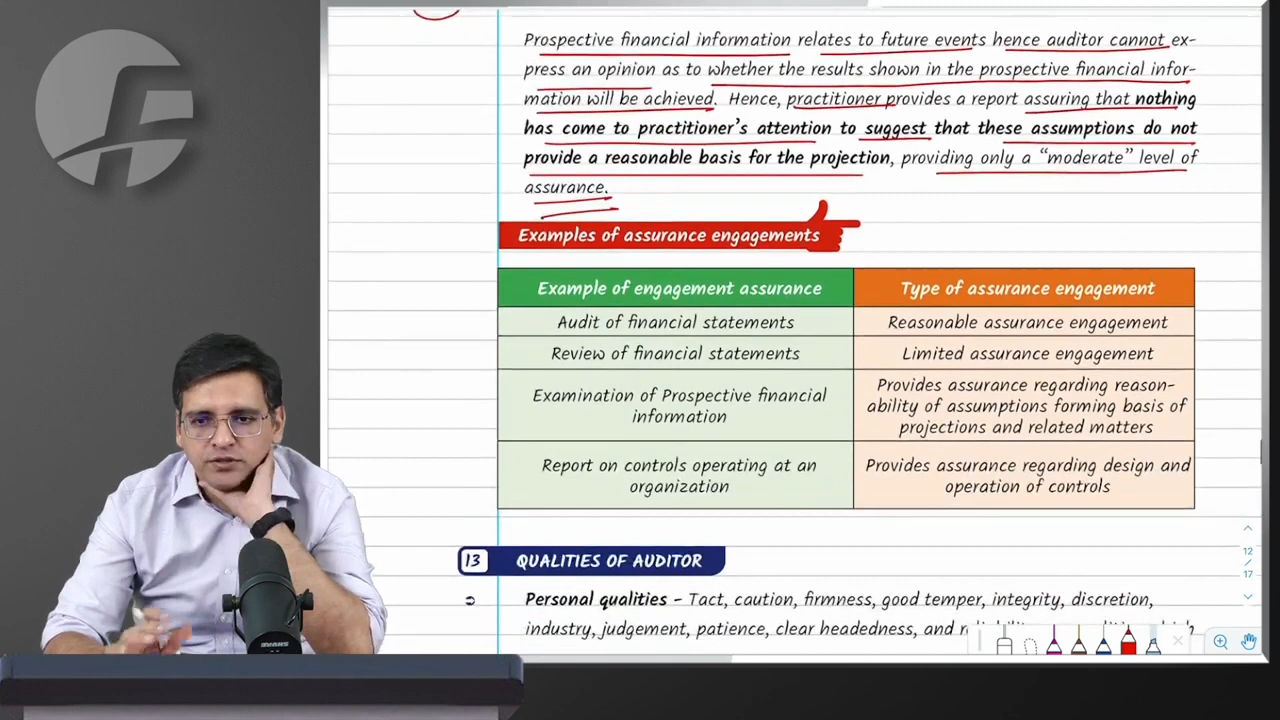 Prospective financial information relates to future events hence auditor cannot ex-
press an opinion as to whether the results shown in the prospective financial infor-
mation will be achieved. Hence, practitioner provides a report assuring that nothing
has come to practitioner's attention to suggest that these assumptions do not
provide a reasonable basis for the projection, providing only a "moderate" level of
assurance.
Examples of assurance engagements
Example of engagement assurance
Type of assurance engagement
Audit of financial statements
Reasonable assurance engagement
Review of financial statements
Limited assurance engagement
Examination of Prospective financial
information
Provides assurance regarding reason-
ability of assumptions forming basis of
projections and related matters
Report on controls operating at an
organization
Provides assurance regarding design and
operation of controls
13 QUALITIES OF AUDITOR
Personal qualities - Tact, caution, firmness, good temper, integrity, discretion,
industry, judgement, patience, clear headedness, and
12
/
17